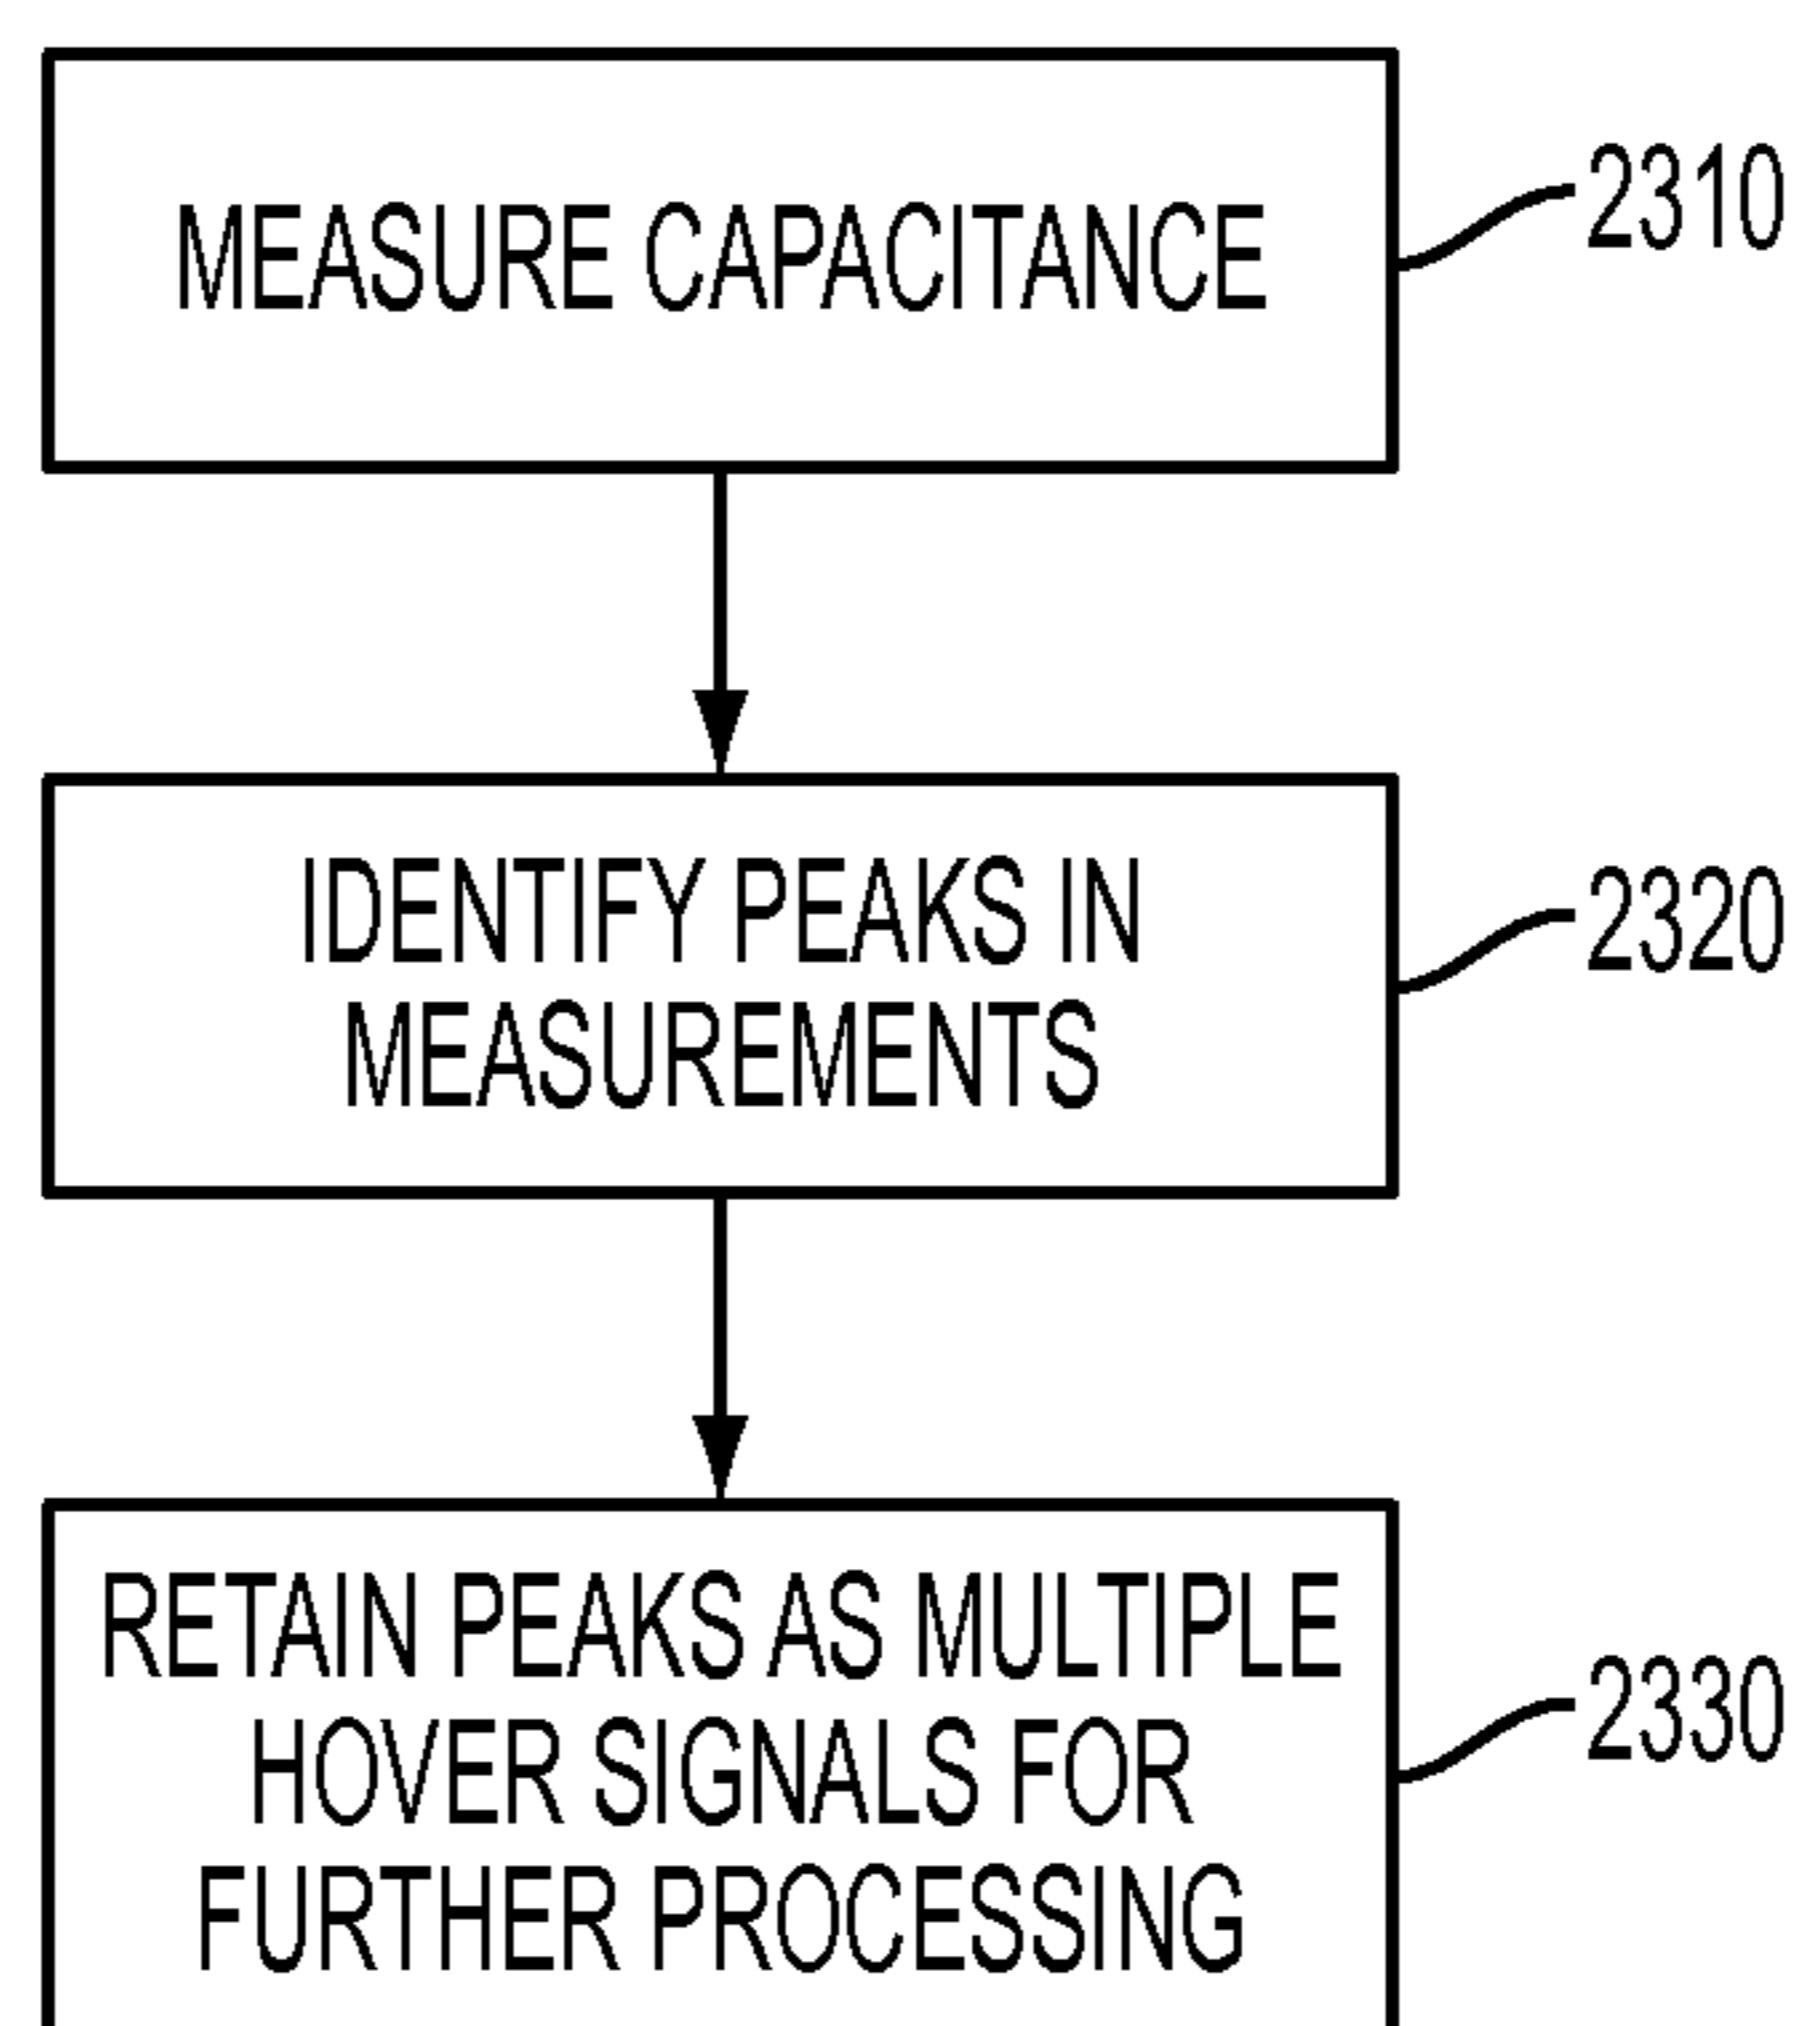 MEASURE CAPACITANCE
2310
IDENTIFY PEAKS IN
MEASUREMENTS
2320
RETAIN PEAKS AS MULTIPLE
HOVER SIGNALS FOR
FURTHER PROCESSING
2330